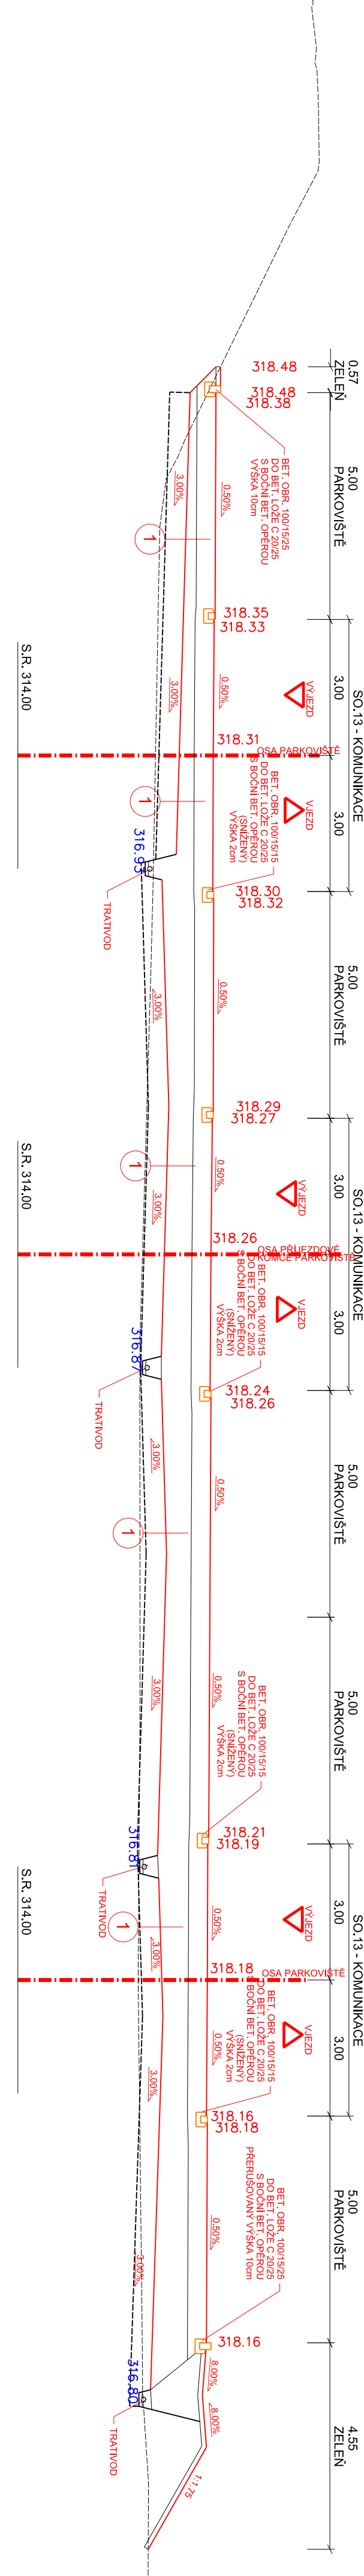 0.57
ZELEŇ
5.00
PARKOVIŠTĚ
SO.13 - KOMUNIKACE
3.00
3.00
5.00
PARKOVIŠTĚ
SO.13 - KOMUNIKACE
3.00
3.00
5.00
PARKOVIŠTĚ
5.00
PARKOVIŠTĚ
SO.13 - KOMUNIKACE
3.00
3.00
5.00
PARKOVIŠTĚ
4.55
ZELEŇ
VÝJEZD
VJEZD
VÝJEZD
VJEZD
VÝJEZD
VJEZD
OSA PARKOVIŠTĚ
OSA PŘÍJEZDOVÉ
KOMCE PARKOVIŠTĚ
OSA PARKOVIŠTĚ
BET. OBR. 100/15/25
DO BET. LOŽE C 20/25
S BOČNÍ BET. OPĚROU
VÝŠKA 10cm
BET. OBR. 100/15/15
DO BET. LOŽE C 20/25
S BOČNÍ BET. OPĚROU
(SNÍŽENÝ)
VÝŠKA 2cm
BET. OBR. 100/15/15
DO BET. LOŽE C 20/25
S BOČNÍ BET. OPĚROU
(SNÍŽENÝ)
VÝŠKA 2cm
BET. OBR. 100/15/15
DO BET. LOŽE C 20/25
S BOČNÍ BET. OPĚROU
(SNÍŽENÝ)
VÝŠKA 2cm
BET. OBR. 100/15/15
DO BET. LOŽE C 20/25
S BOČNÍ BET. OPĚROU
(SNÍŽENÝ)
VÝŠKA 2cm
BET. OBR. 100/15/25
DO BET. LOŽE C 20/25
S BOČNÍ BET. OPĚROU
PŘERUŠOVANÝ VÝŠKA 10cm
318.48
318.48
318.38
318.35
318.33
318.31
318.30
318.32
318.29
318.27
318.26
318.24
318.26
318.21
318.19
318.18
318.16
318.18
318.16
0.50%
0.50%
0.50%
0.50%
0.50%
0.50%
0.50%
0.50%
0.50%
8.00%
8.00%
1:1.75
3.00%
3.00%
3.00%
3.00%
3.00%
3.00%
3.00%
3.00%
3.00%
1
1
1
1
1
316.93
316.87
316.81
316.80
TRATIVOD
TRATIVOD
TRATIVOD
TRATIVOD
S.R. 314.00
S.R. 314.00
S.R. 314.00